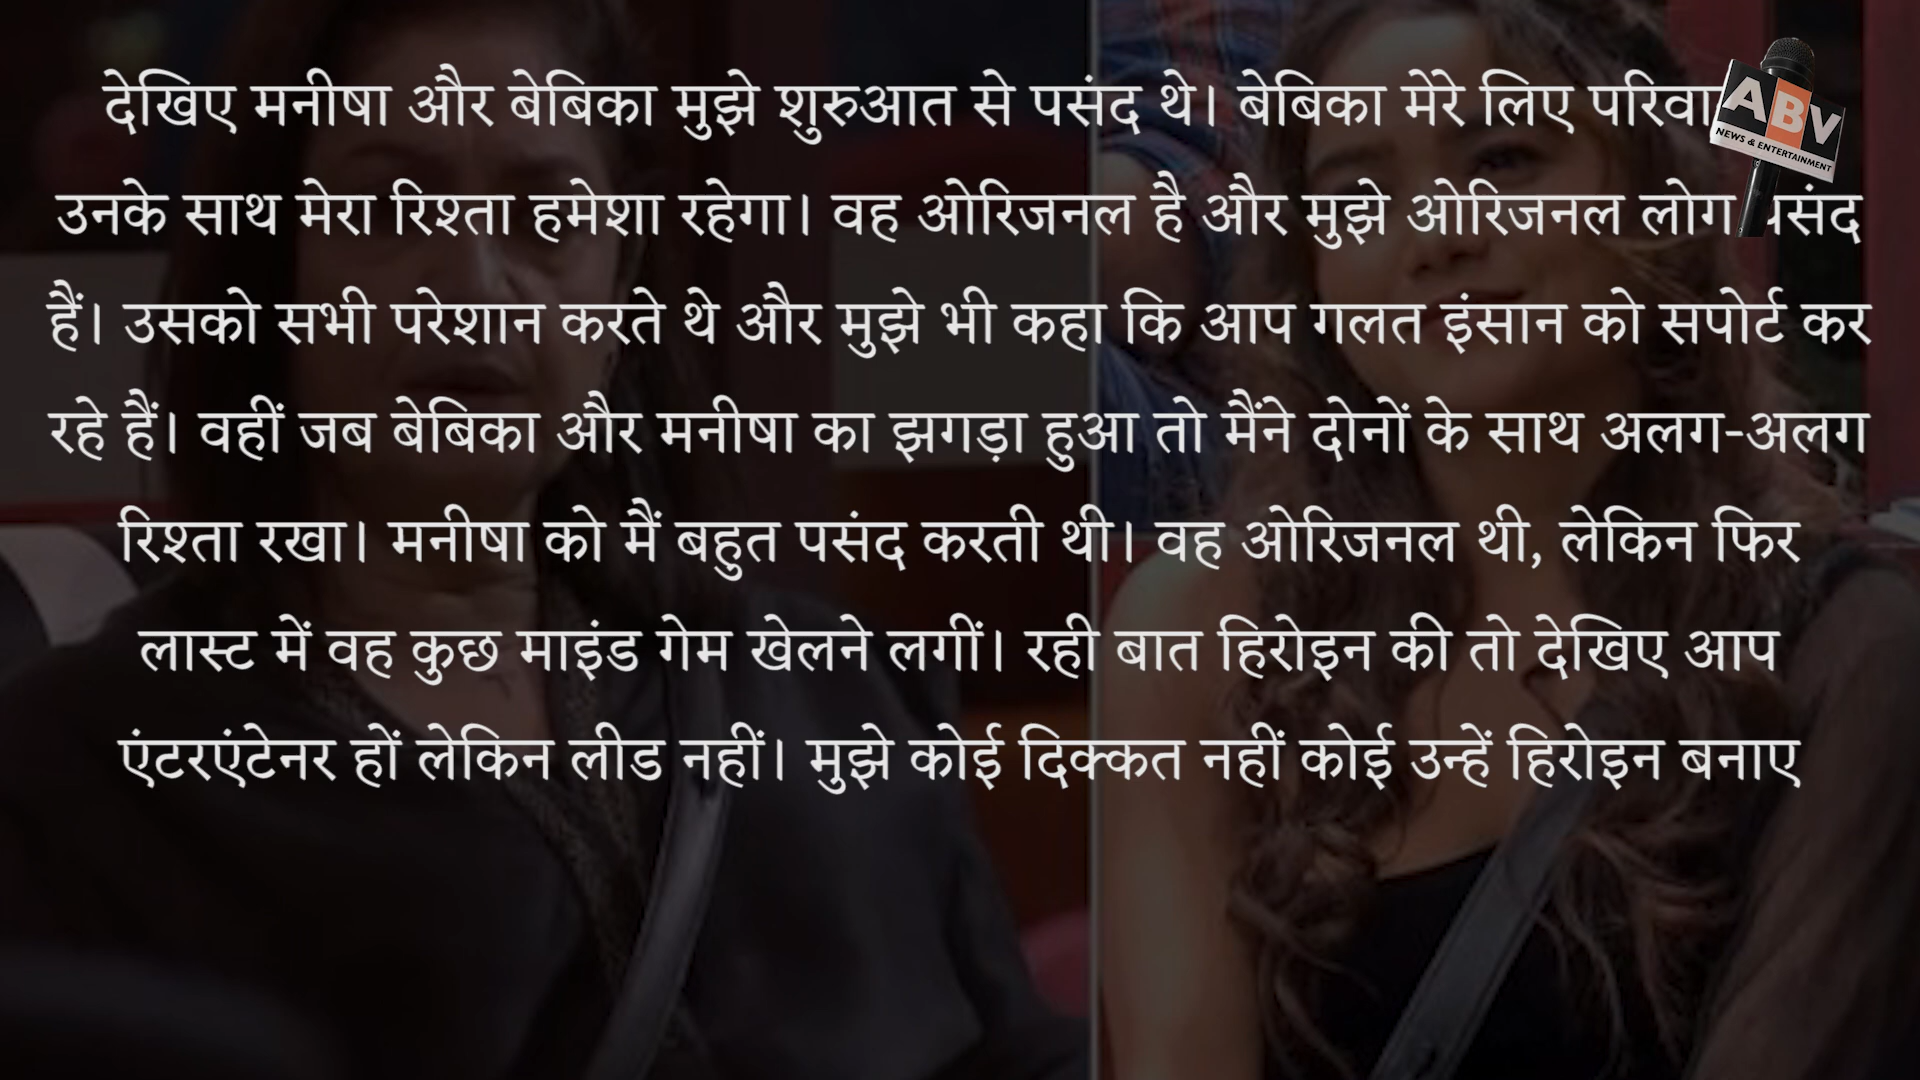 देखिए मनीषा और बेबिका मुझे शुरुआत से पसंद थे। बेबिका मेरे लिए
उनके साथ मेरा रिश्ता हमेशा रहेगा। वह ओरिजनल है और मुझे ओरिजनल लोग पसंद
हैं। उसको सभी परेशान करते थे और मुझे भी कहा कि आप गलत इंसान को सपोर्ट कर
रहे हैं। वहीं जब बेबिका और मनीषा का झगड़ा हुआ तो मैंने दोनों के साथ अलग-अलग
रिश्ता रखा। मनीषा को मैं बहुत पसंद करती थी। वह ओरिजनल थी, लेकिन फिर
लास्ट में वह कुछ माइंड गेम खेलने लगीं। रही बात हिरोइन की तो देखिए आप
एंटरएंटेनर हों लेकिन लीड नहीं। मुझे कोई दिक्कत नहीं कोई उन्हें हिरोइन बनाए
ABV
NEWS & ENTERTAINMENT